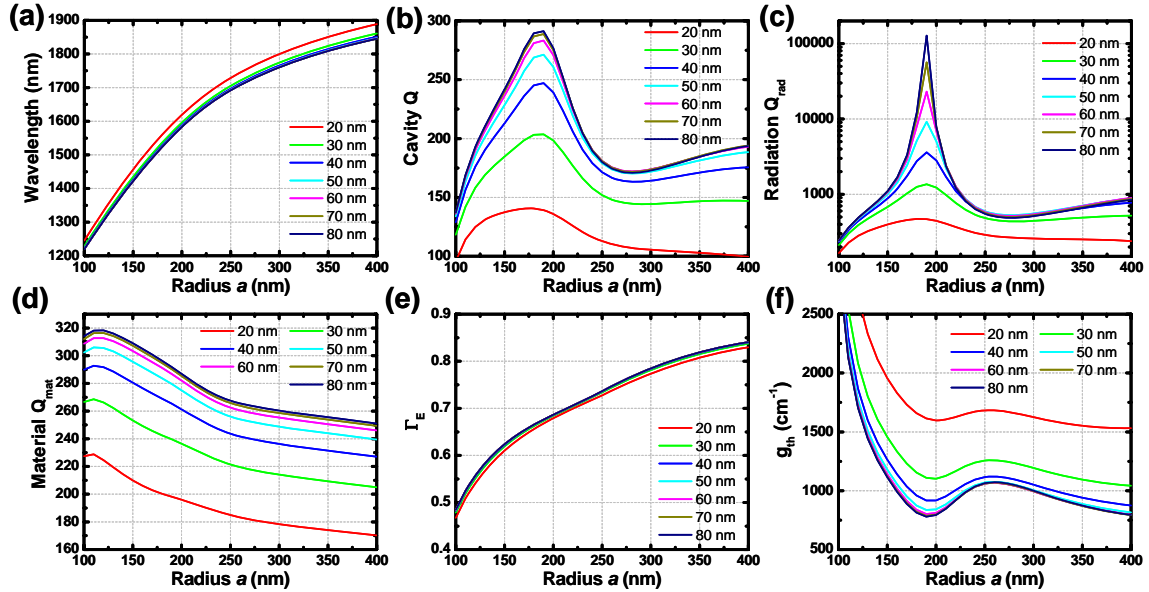 (a)
1900
1800
1700
1600
1500
1400
1300
1200
Wavelength (nm)
20 nm
30 nm
40 nm
50 nm
60 nm
70 nm
80 nm
100 150 200 250 300 350 400
Radius a (nm)
(b)
300
250
200
150
100
Cavity Q
20 nm
30 nm
40 nm
50 nm
60 nm
70 nm
80 nm
100 150 200 250 300 350 400
Radius a (nm)
(c)
100000
10000
1000
Radiation Qrad
20 nm
30 nm
40 nm
50 nm
60 nm
70 nm
80 nm
100 150 200 250 300 350 400
Radius a (nm)
(d)
320
300
280
260
240
220
200
180
160
Material Qmat
20 nm 30 nm
40 nm 50 nm
60 nm 70 nm
80 nm
100 150 200 250 300 350 400
Radius a (nm)
(e)
0.9
0.8
0.7
0.6
0.5
0.4
ΓE
20 nm
30 nm
40 nm
50 nm
60 nm
70 nm
80 nm
100 150 200 250 300 350 400
Radius a (nm)
(f)
2500
2000
1500
1000
500
gth (cm-1)
20 nm 30 nm
40 nm 50 nm
60 nm 70 nm
80 nm
100 150 200 250 300 350 400
Radius a (nm)